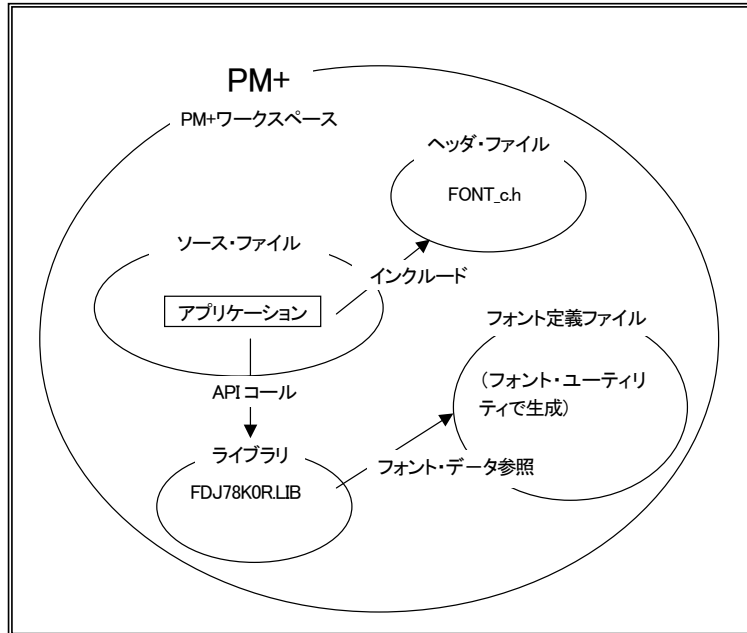 PM+
PM+ワークスペース
ヘッダ・ファイル
FONT_c.h
ソース・ファイル
インクルード
アプリケーション
フォント定義ファイル
(フォント・ユーティリ
ティで生成)
API コール
ライブラリ
フォント・データ参照
FDJ78K0R.LIB